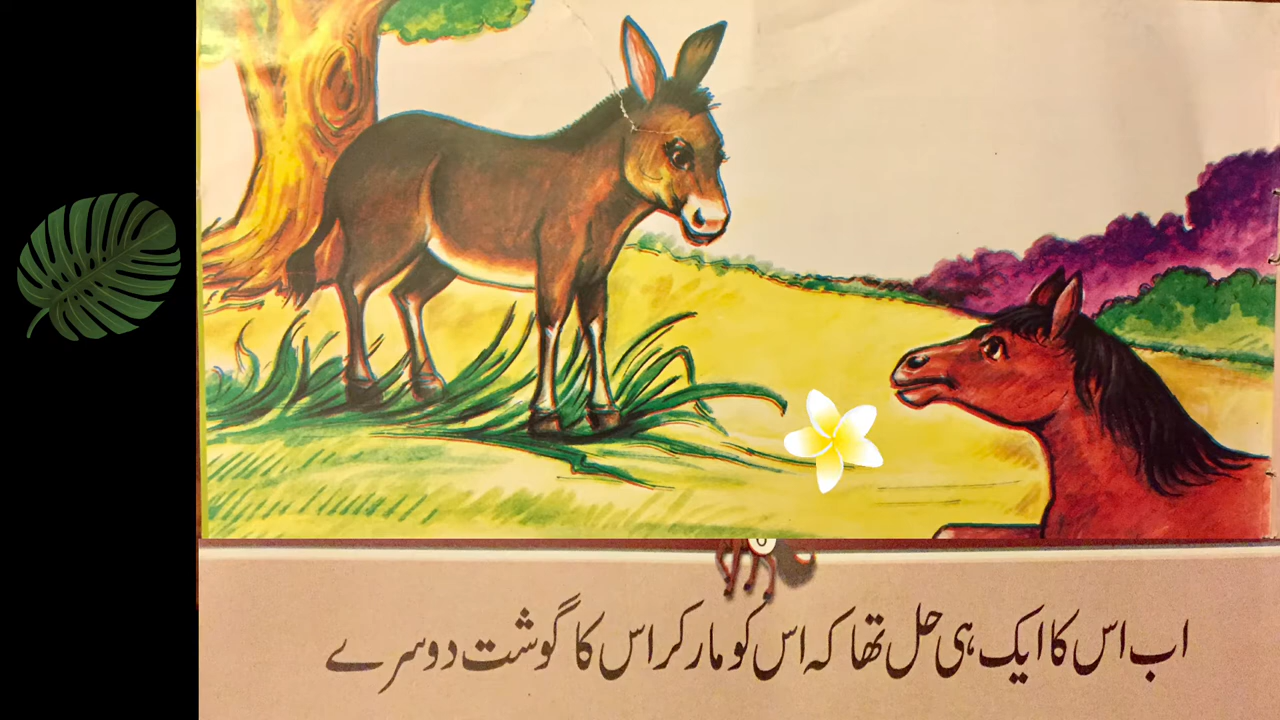 اب اس کا ایک ہی حل تھا کہ اس کو مار کر اس کا گوشت دوسرے